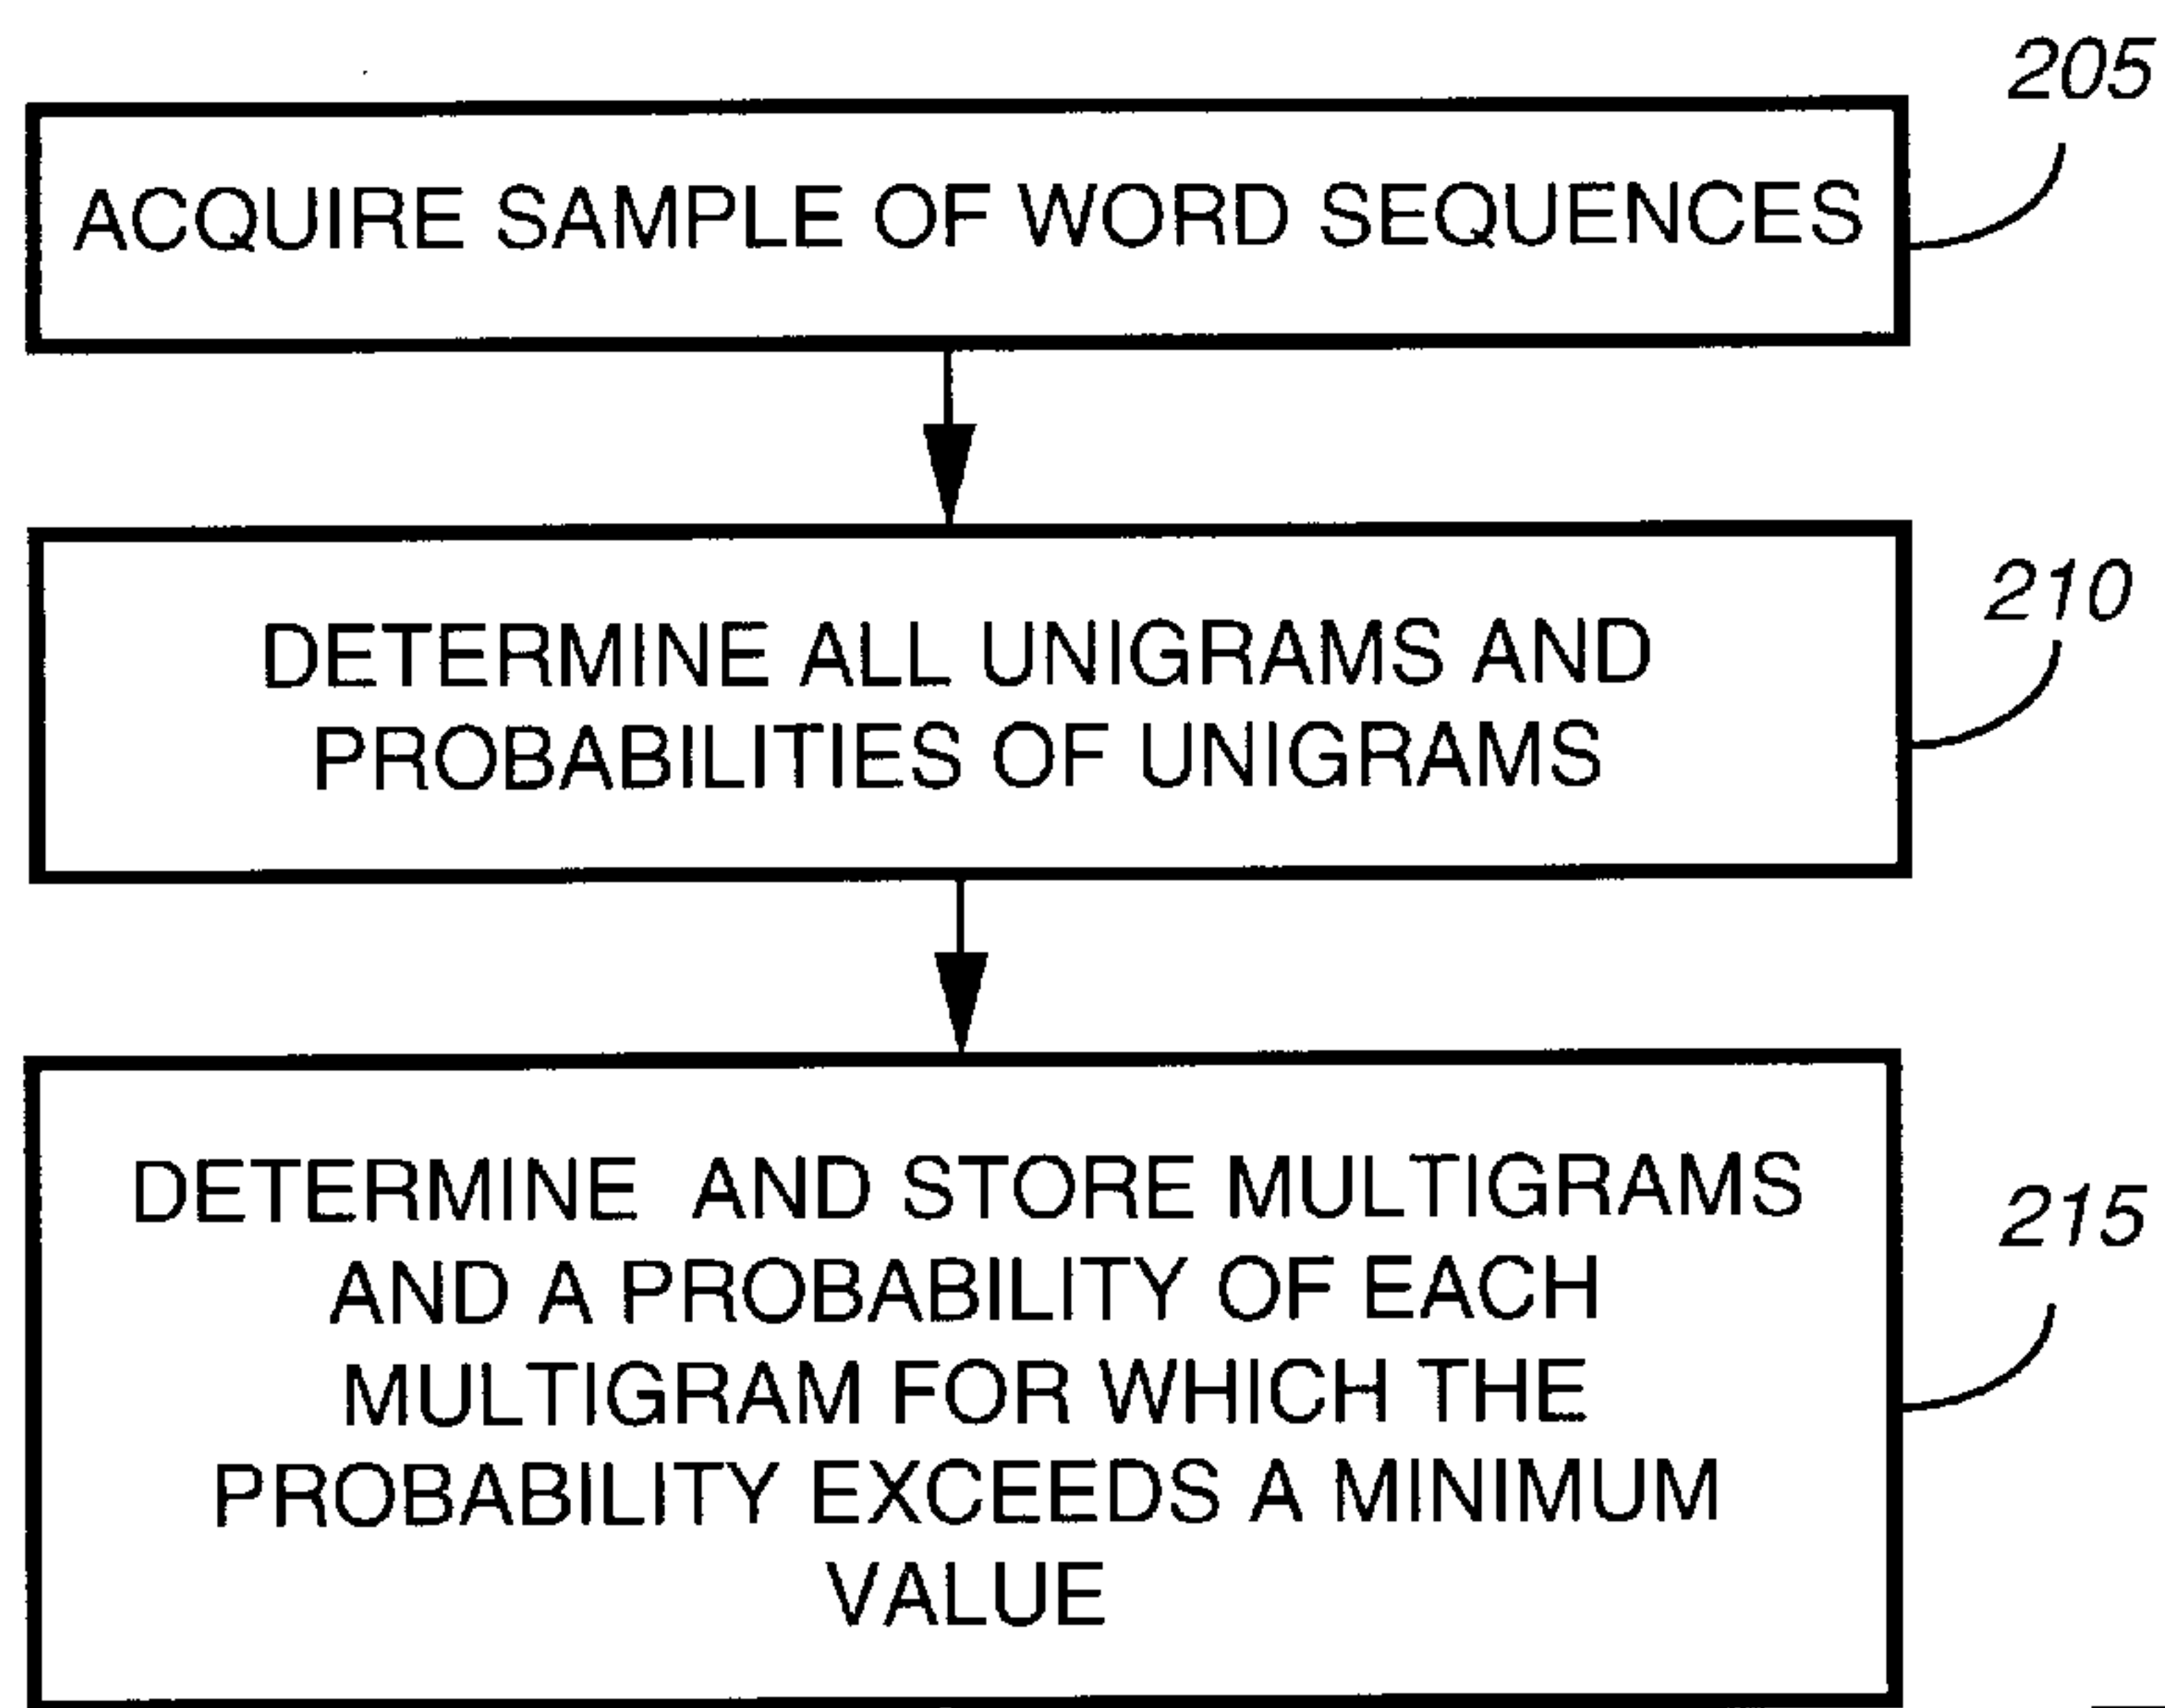 205
ACQUIRE SAMPLE OF WORD SEQUENCES
210
DETERMINE ALL UNIGRAMS AND
PROBABILITIES OF UNIGRAMS
DETERMINE AND STORE MULTIGRAMS
215
AND A PROBABILITY OF EACH
MULTIGRAM FOR WHICH THE
PROBABILITY EXCEEDS A MINIMUM
VALUE